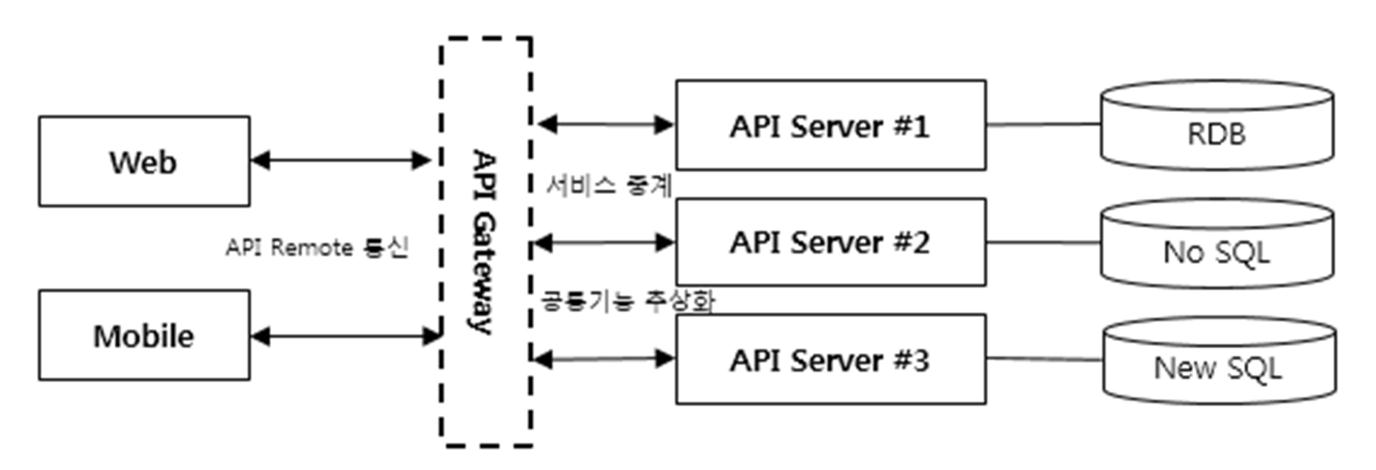 Web
API Remote 통신
Mobile
API Gateway
서비스 중계
공통기능 추상화
API Server #1
API Server #2
API Server #3
RDB
No SQL
New SQL